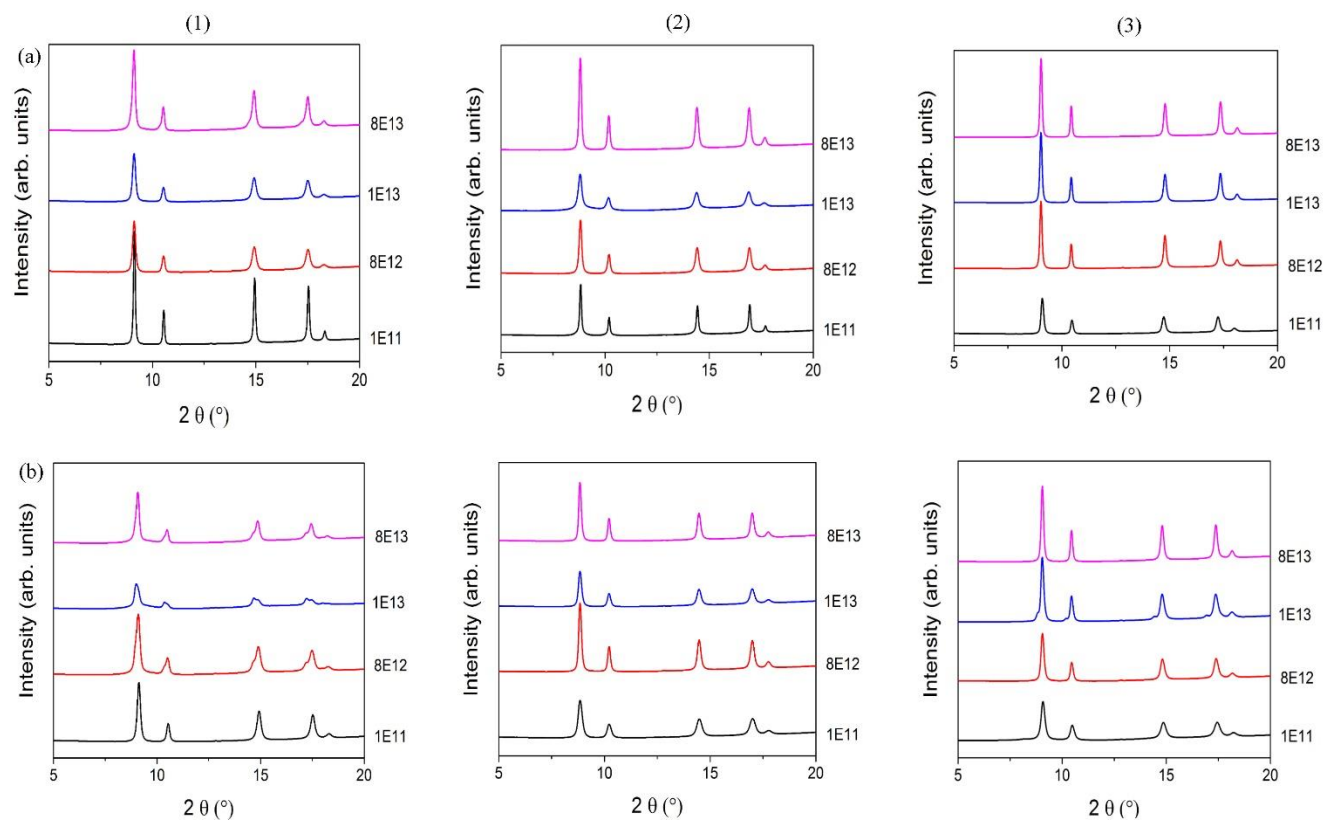 (1)
(2)
(3)
(a)
Intensity (arb. units)
8E13
1E13
8E12
1E11
5
10
15
20
2 θ (°)
Intensity (arb. units)
8E13
1E13
8E12
1E11
5
10
15
20
2 θ (°)
Intensity (arb. units)
8E13
1E13
8E12
1E11
5
10
15
20
2 θ (°)
(b)
Intensity (arb. units)
8E13
1E13
8E12
1E11
5
10
15
20
2 θ (°)
Intensity (arb. units)
8E13
1E13
8E12
1E11
5
10
15
20
2 θ (°)
Intensity (arb. units)
8E13
1E13
8E12
1E11
5
10
15
20
2 θ (°)